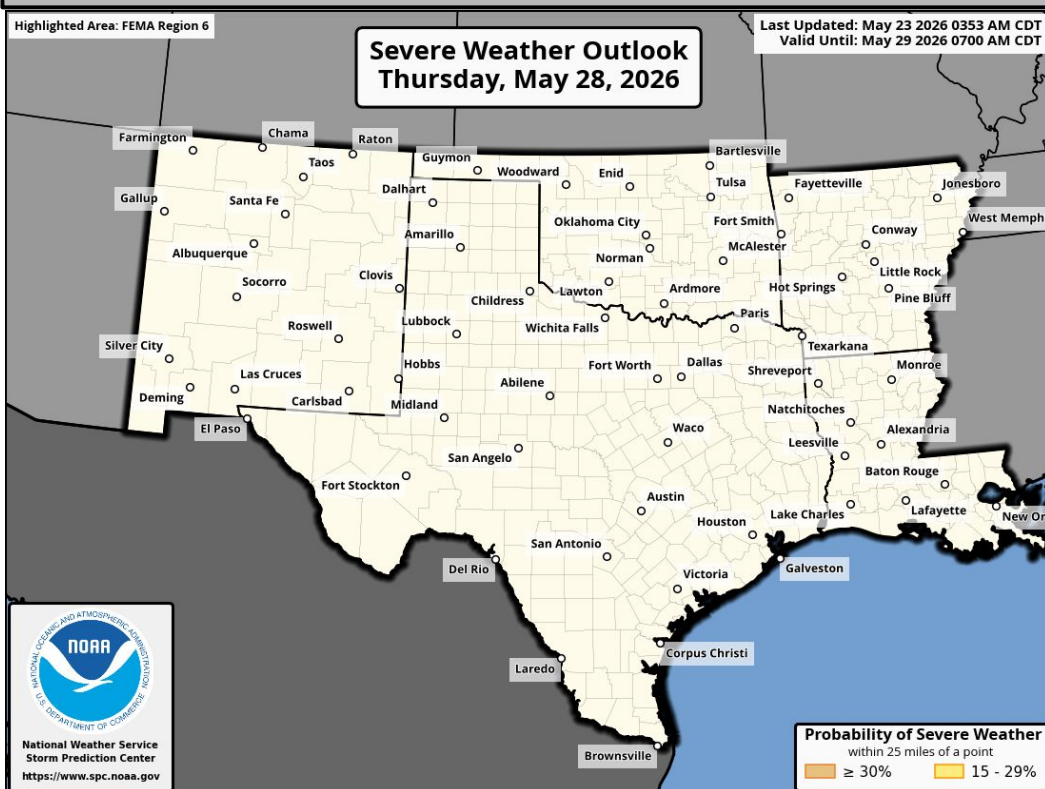 Highlighted Area: FEMA Region 6
Severe Weather Outlook
Thursday, May 28, 2026
Last Updated: May 23 2026 0353 AM CDT
Valid Until: May 29 2026 0700 AM CDT
Farmington
Chama
Raton
Taos
Guymon
Woodward
Enid
Bartlesville
Tulsa
Fayetteville
Jonesboro
Gallup
Santa Fe
Dalhart
Oklahoma City
Fort Smith
West Memph
Albuquerque
Amarillo
Norman
McAlester
Conway
Socorro
Clovis
Childress
Lawton
Ardmore
Hot Springs
Little Rock
Pine Bluff
Roswell
Lubbock
Wichita Falls
Paris
Texarkana
Silver City
Las Cruces
Hobbs
Abilene
Fort Worth
Dallas
Shreveport
Monroe
Deming
Carlsbad
Midland
Natchitoches
El Paso
San Angelo
Waco
Leesville
Alexandria
Fort Stockton
Baton Rouge
Austin
Houston
Lake Charles
Lafayette
New Or
San Antonio
Del Rio
Victoria
Galveston
Laredo
Corpus Christi
Brownsville
NATIONAL OCEANIC AND ATMOSPHERIC ADMINISTRATION
NOAA
U.S. DEPARTMENT OF COMMERCE
National Weather Service
Storm Prediction Center
https://www.spc.noaa.gov
Probability of Severe Weather
within 25 miles of a point
≥ 30%
15 - 29%